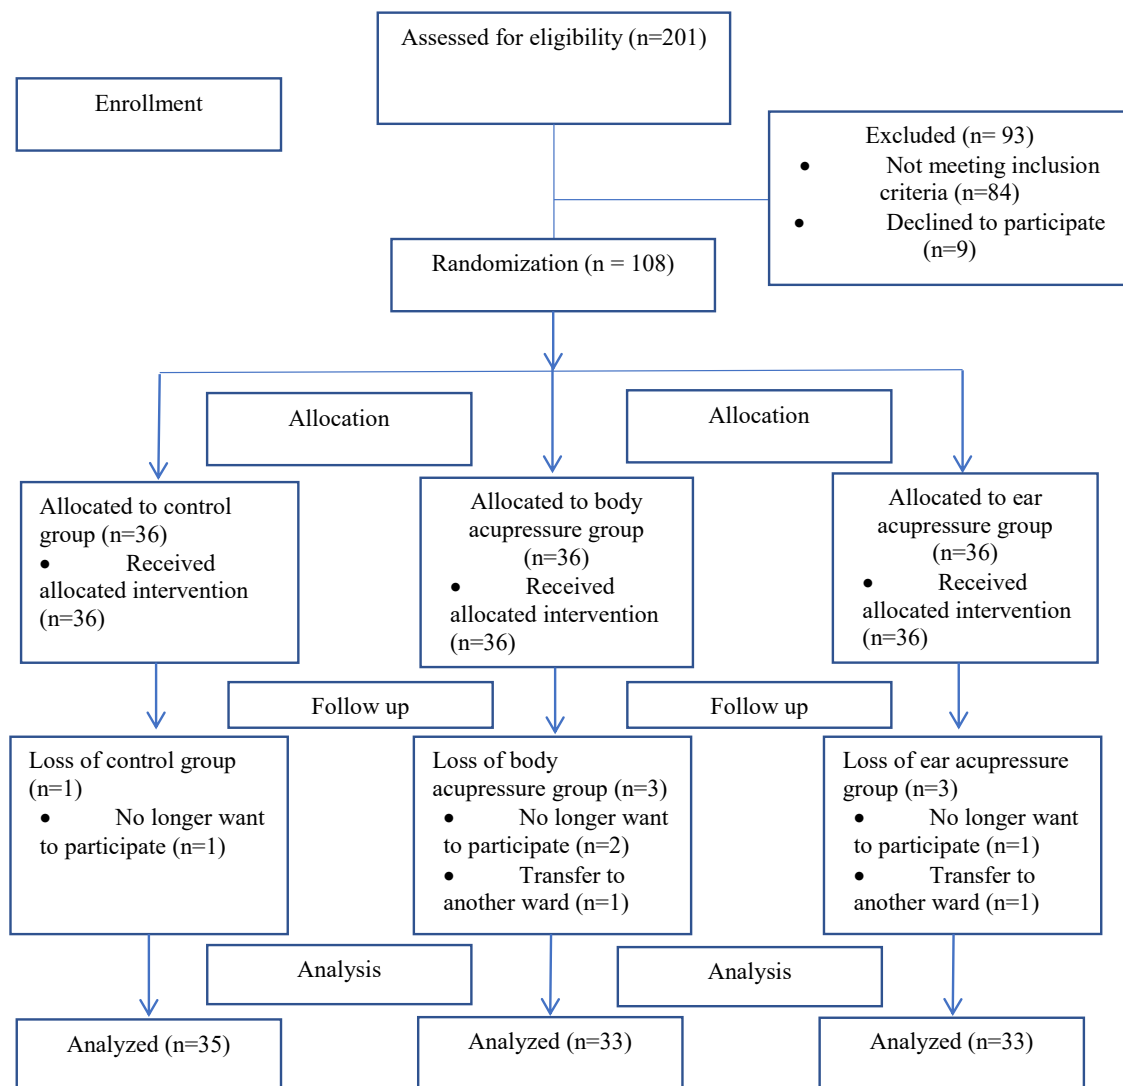 Assessed for eligibility (n=201)
Enrollment
Excluded (n= 93)
• Not meeting inclusion
criteria (n=84)
• Declined to participate
(n=9)
Randomization (n = 108)
Allocation
Allocation
Allocated to control
group (n=36)
• Received
allocated intervention
(n=36)
Allocated to body
acupressure group
(n=36)
• Received
allocated intervention
(n=36)
Allocated to ear
acupressure group
(n=36)
• Received
allocated intervention
(n=36)
Follow up
Follow up
Loss of control group
(n=1)
• No longer want
to participate (n=1)
Loss of body
acupressure group (n=3)
• No longer want
to participate (n=2)
• Transfer to
another ward (n=1)
Loss of ear acupressure
group (n=3)
• No longer want
to participate (n=1)
• Transfer to
another ward (n=1)
Analysis
Analysis
Analyzed (n=35)
Analyzed (n=33)
Analyzed (n=33)